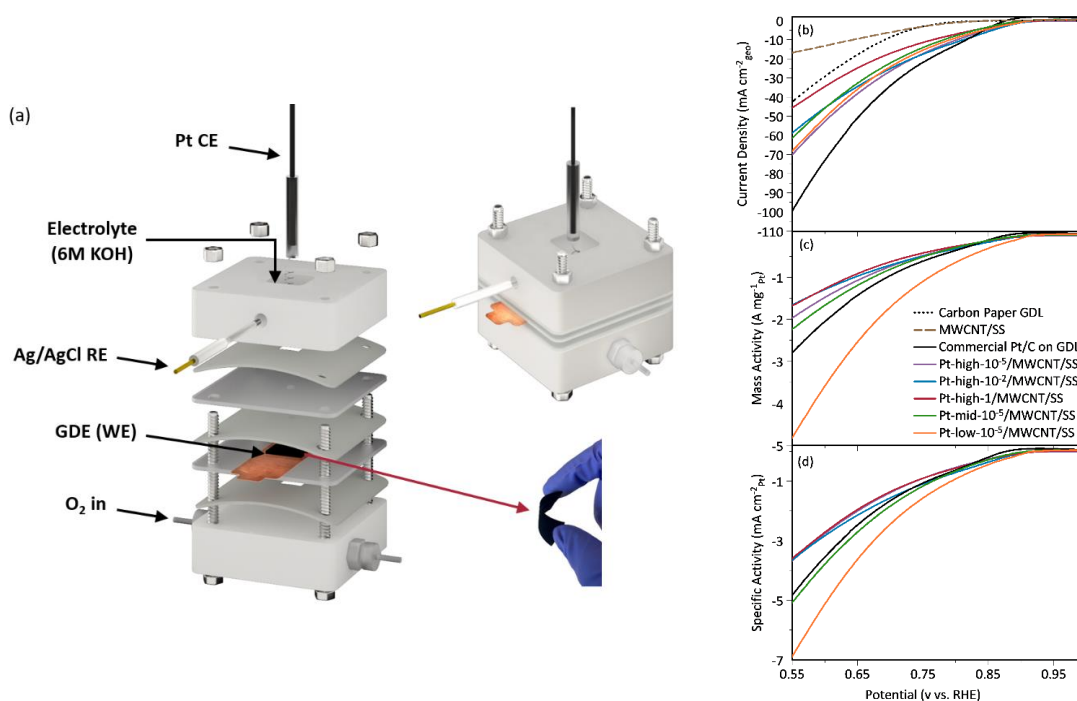 (a)
Pt CE
Electrolyte
(6M KOH)
Ag/AgCl RE
GDE (WE)
O₂ in
(b)
Current Density (mA cm⁻²geo)
0
-10
-20
-30
-40
-50
-60
-70
-80
-90
-100
-110
(c)
Mass Activity (A mg⁻¹Pt)
-1
-2
-3
-4
-5
Carbon Paper GDL
MWCNT/SS
Commercial Pt/C on GDL
Pt-high-10⁻⁵/MWCNT/SS
Pt-high-10⁻²/MWCNT/SS
Pt-high-1/MWCNT/SS
Pt-mid-10⁻⁵/MWCNT/SS
Pt-low-10⁻⁵/MWCNT/SS
(d)
Specific Activity (mA cm⁻²Pt)
-1
-3
-5
-7
0.55 0.65 0.75 0.85 0.95
Potential (v vs. RHE)